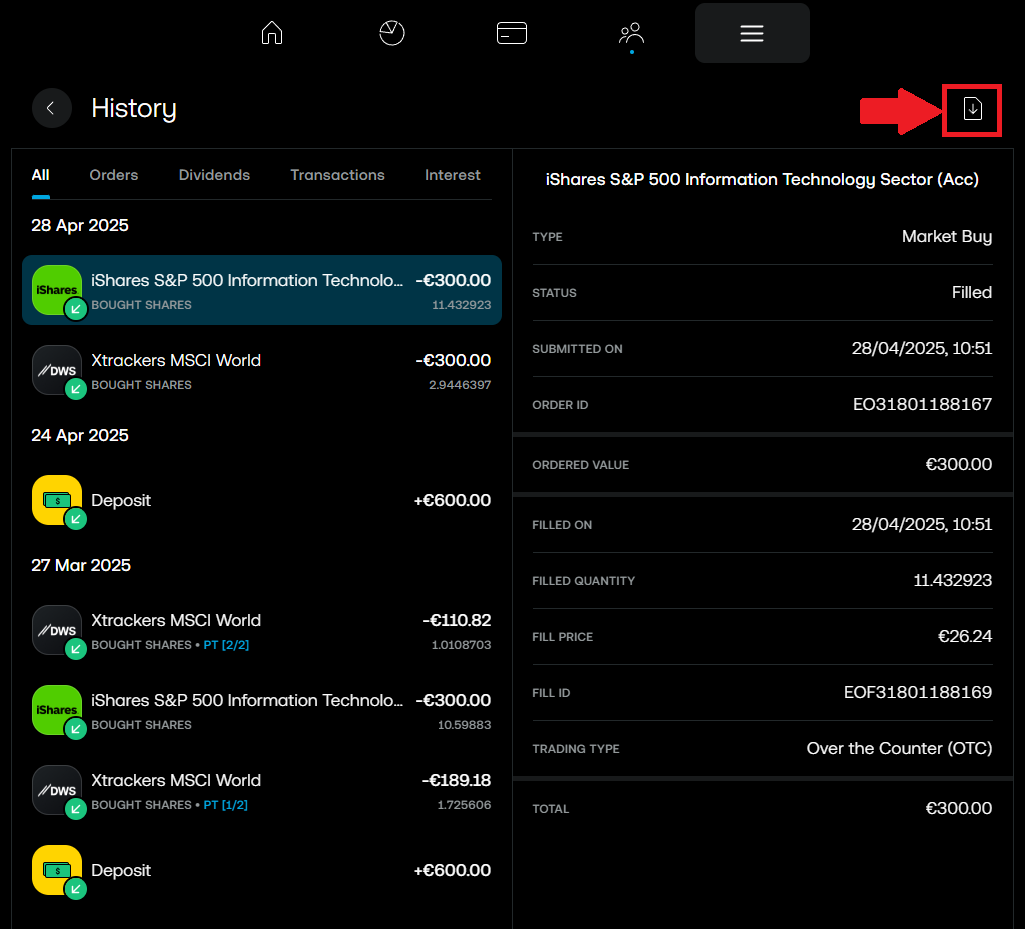 History
All Orders Dividends Transactions Interest
28 Apr 2025
iShares
iShares S&P 500 Information Technolo... -€300.00
BOUGHT SHARES 11.432923
DWS
Xtrackers MSCI World -€300.00
BOUGHT SHARES 2.9446397
24 Apr 2025
$
Deposit +€600.00
27 Mar 2025
DWS
Xtrackers MSCI World -€110.82
BOUGHT SHARES • PT [2/2] 1.0108703
iShares
iShares S&P 500 Information Technolo... -€300.00
BOUGHT SHARES 10.59883
DWS
Xtrackers MSCI World -€189.18
BOUGHT SHARES • PT [1/2] 1.725606
$
Deposit +€600.00
iShares S&P 500 Information Technology Sector (Acc)
TYPE Market Buy
STATUS Filled
SUBMITTED ON 28/04/2025, 10:51
ORDER ID EO31801188167
ORDERED VALUE €300.00
FILLED ON 28/04/2025, 10:51
FILLED QUANTITY 11.432923
FILL PRICE €26.24
FILL ID EOF31801188169
TRADING TYPE Over the Counter (OTC)
TOTAL €300.00